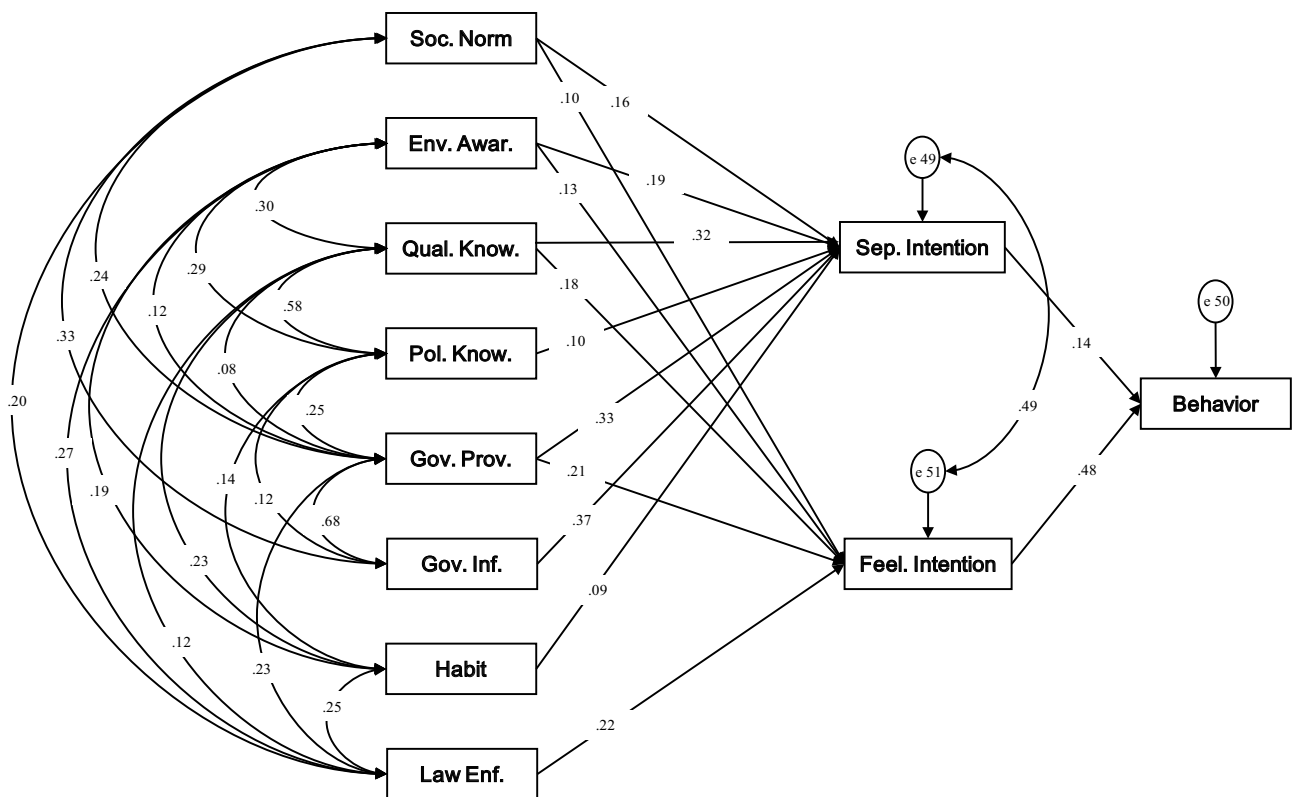 Soc. Norm
.10
.16
Env. Awar.
e 49
.19
.13
.30
Qual. Know.
.32
Sep. Intention
.24
.29
.18
e 50
.12
.58
.33
Pol. Know.
.10
.14
.08
.20
.25
.49
Behavior
.33
.27
Gov. Prov.
.21
e 51
.48
.19
.14
.12
.68
.37
Gov. Inf.
Feel. Intention
.23
.09
.12
.23
Habit
.25
.22
Law Enf.